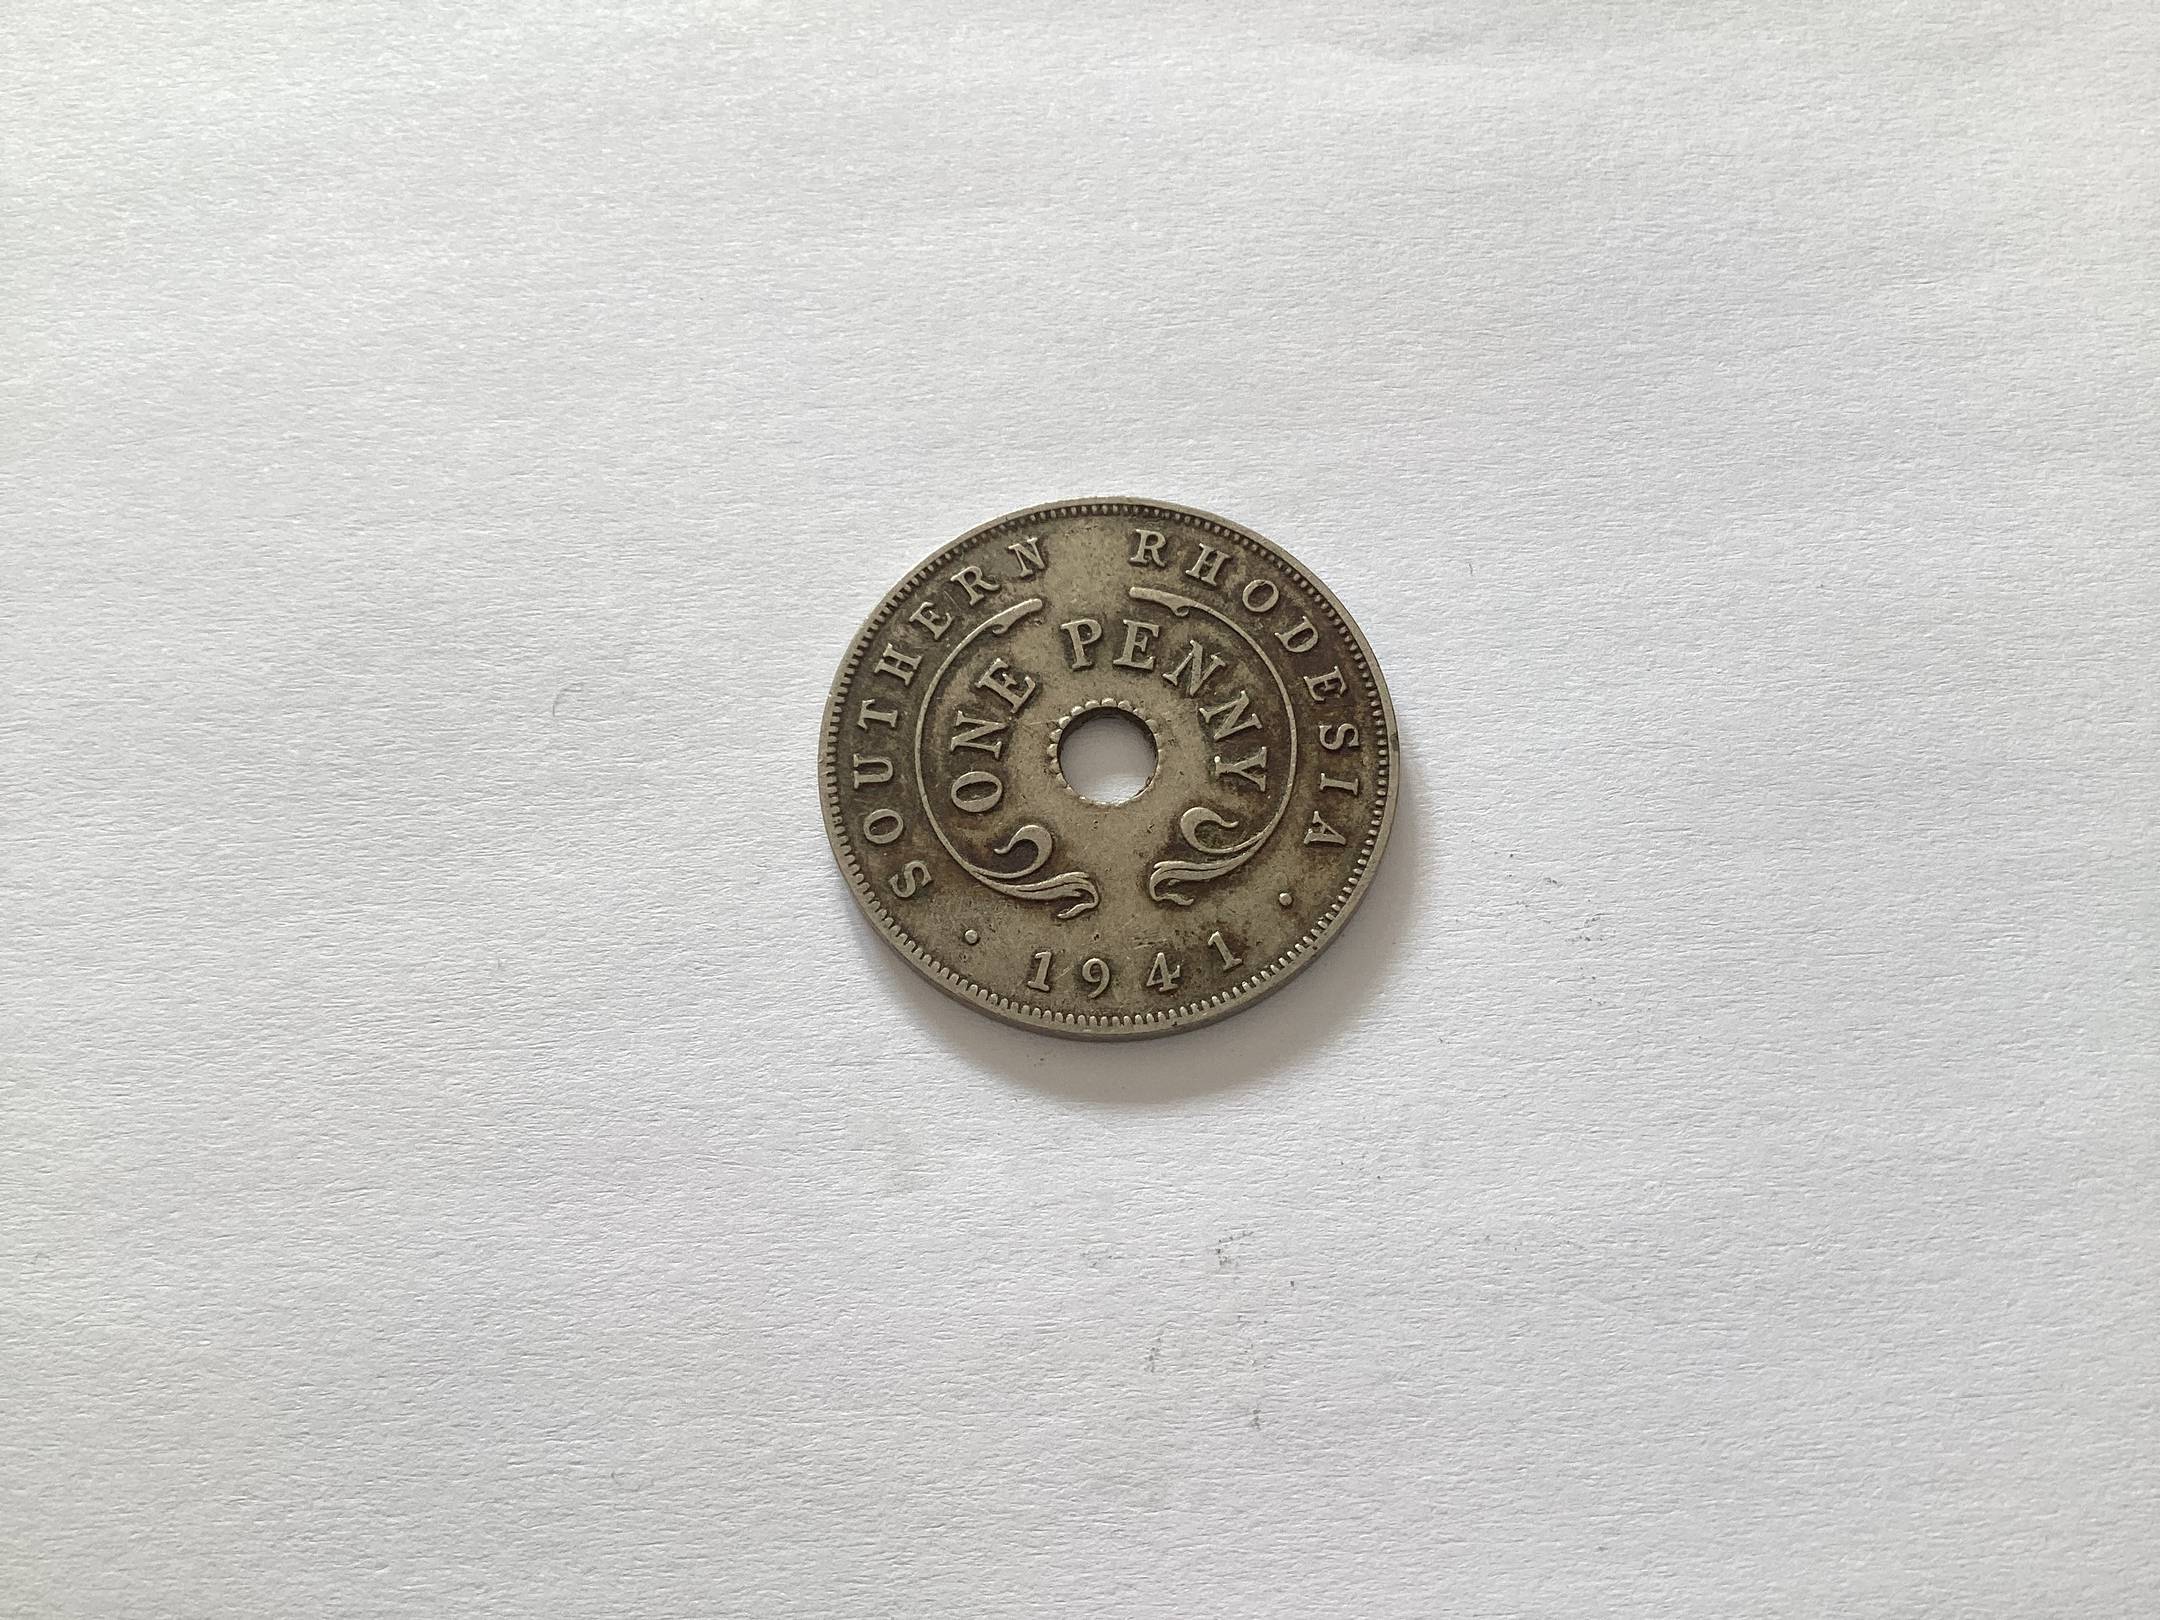 SOUTHERN RHODESIA
ONE PENNY
· 1941 ·